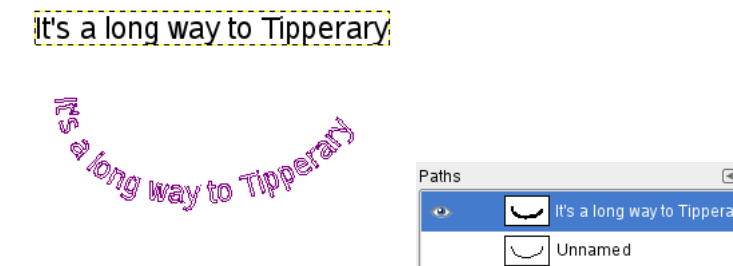 It's a long way to Tipperary
It's a long way to Tipperary
Paths
It's a long way to Tippera
Unnamed